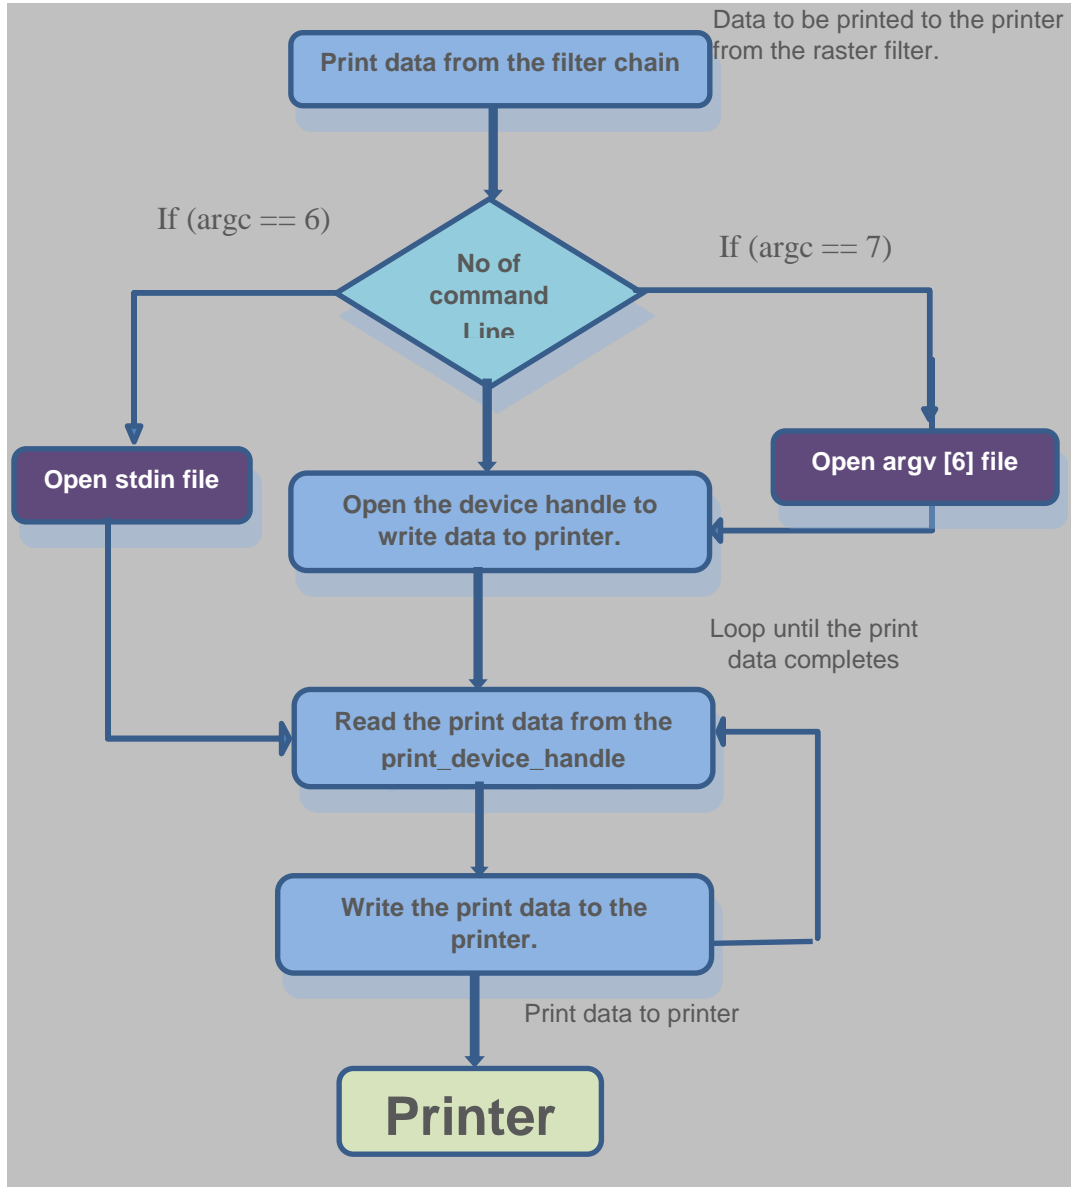 Data to be printed to the printer
from the raster filter.
Print data from the filter chain
If (argc == 6)
If (argc == 7)
No of
command
Line
Open stdin file
Open argv [6] file
Open the device handle to
write data to printer.
Loop until the print
data completes
Read the print data from the
print_device_handle
Write the print data to the
printer.
Print data to printer
Printer